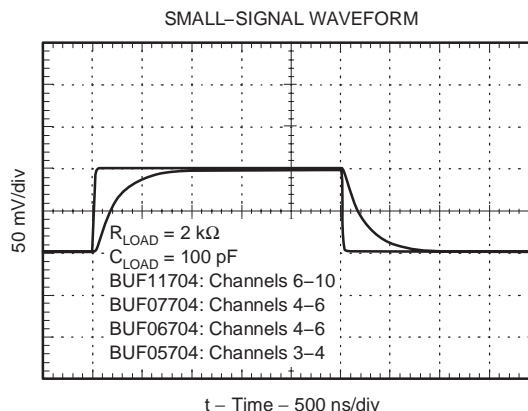 SMALL–SIGNAL WAVEFORM
50 mV/div
R_LOAD = 2 kΩ
C_LOAD = 100 pF
BUF11704: Channels 6–10
BUF07704: Channels 4–6
BUF06704: Channels 4–6
BUF05704: Channels 3–4
t – Time – 500 ns/div